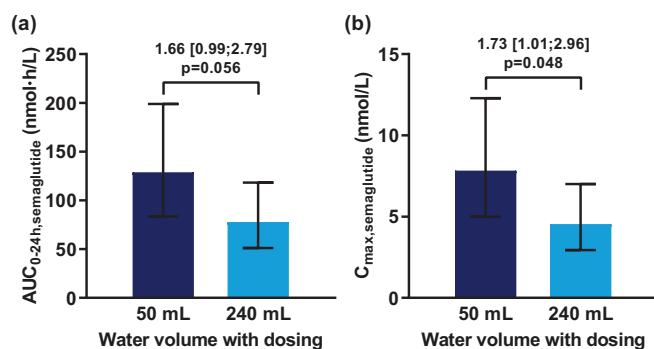 (a)
1.66 [0.99;2.79]
p=0.056
AUC0-24h,semaglutide (nmol·h/L)
250
200
150
100
50
0
50 mL 240 mL
Water volume with dosing
(b)
1.73 [1.01;2.96]
p=0.048
Cmax,semaglutide (nmol/L)
15
10
5
0
50 mL 240 mL
Water volume with dosing